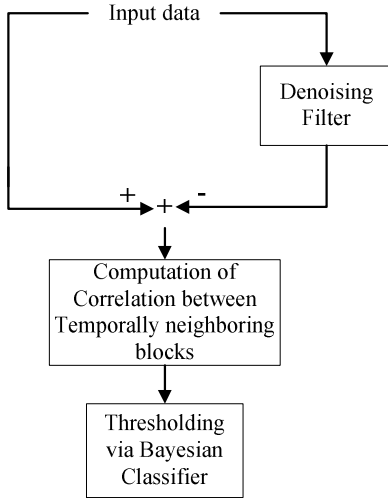 Input data
Denoising
Filter
+ + -
Computation of
Correlation between
Temporally neighboring
blocks
Thresholding
via Bayesian
Classifier